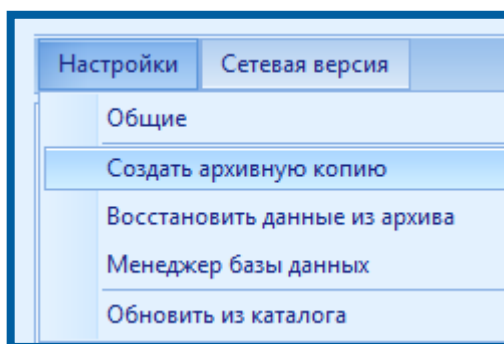 Настройки Сетевая версия
Общие
Создать архивную копию
Восстановить данные из архива
Менеджер базы данных
Обновить из каталога